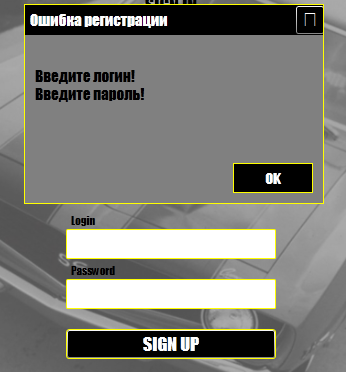 Ошибка регистрации
Введите логин!
Введите пароль!
OK
Login
Password
SIGN UP